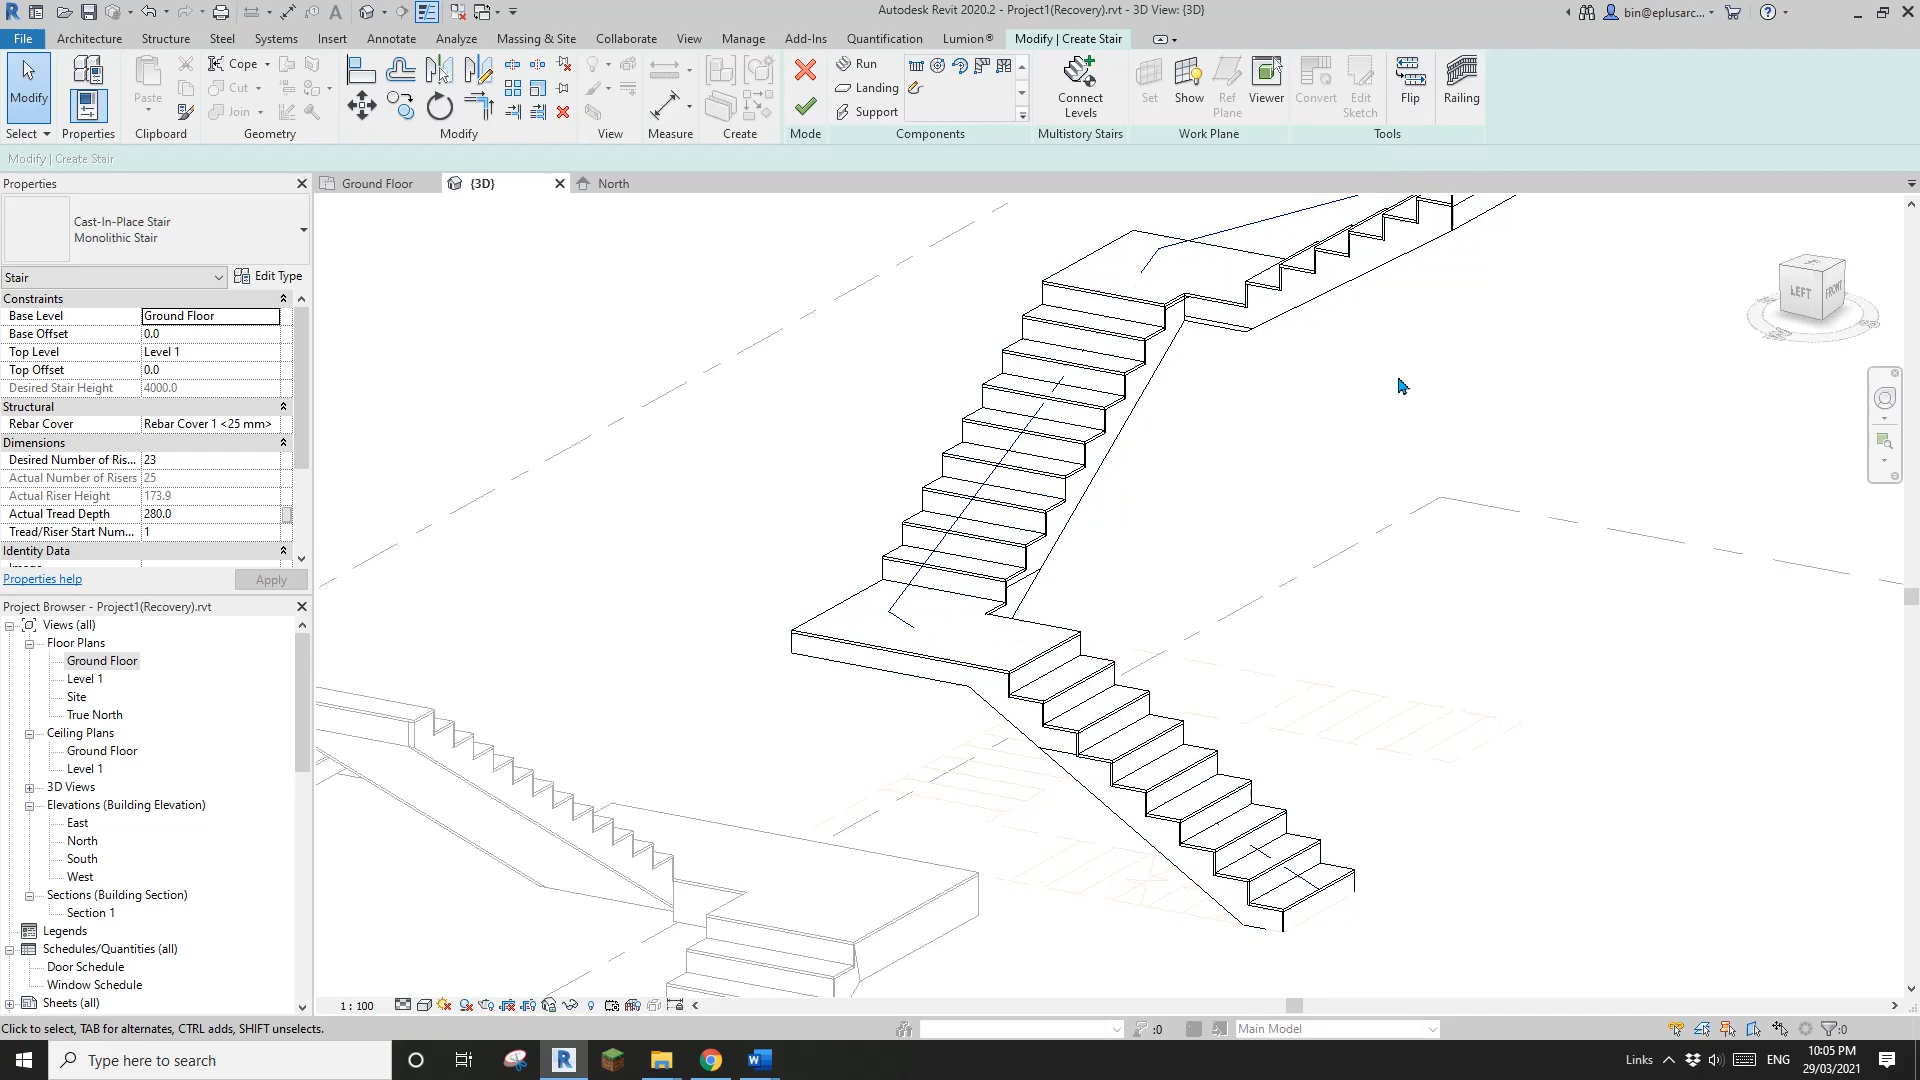 Autodesk Revit 2020.2 - Project1(Recovery).rvt - 3D View: {3D}
bin@eplusarc...
File Architecture Structure Steel Systems Insert Annotate Analyze Massing & Site Collaborate View Manage Add-Ins Quantification Lumion® Modify | Create Stair
Modify
Paste
Cope
Cut
Join
Run
Landing
Support
Connect Levels
Set
Show
Ref Plane
Viewer
Convert
Edit Sketch
Flip
Railing
Select Properties Clipboard Geometry Modify View Measure Create Mode Components Multistory Stairs Work Plane Tools
Modify | Create Stair
Properties
Ground Floor {3D} North
Cast-In-Place Stair
Monolithic Stair
Stair Edit Type
Constraints
Base Level Ground Floor
Base Offset 0.0
Top Level Level 1
Top Offset 0.0
Desired Stair Height 4000.0
Structural
Rebar Cover Rebar Cover 1 <25 mm>
Dimensions
Desired Number of Ris... 23
Actual Number of Risers 25
Actual Riser Height 173.9
Actual Tread Depth 280.0
Tread/Riser Start Num... 1
Identity Data
Properties help Apply
LEFT FRONT
Project Browser - Project1(Recovery).rvt
Views (all)
Floor Plans
Ground Floor
Level 1
Site
True North
Ceiling Plans
Ground Floor
Level 1
3D Views
Elevations (Building Elevation)
East
North
South
West
Sections (Building Section)
Section 1
Legends
Schedules/Quantities (all)
Door Schedule
Window Schedule
Sheets (all)
1 : 100
Click to select, TAB for alternates, CTRL adds, SHIFT unselects.
:0 Main Model :0
Type here to search
Links ENG
10:05 PM
29/03/2021